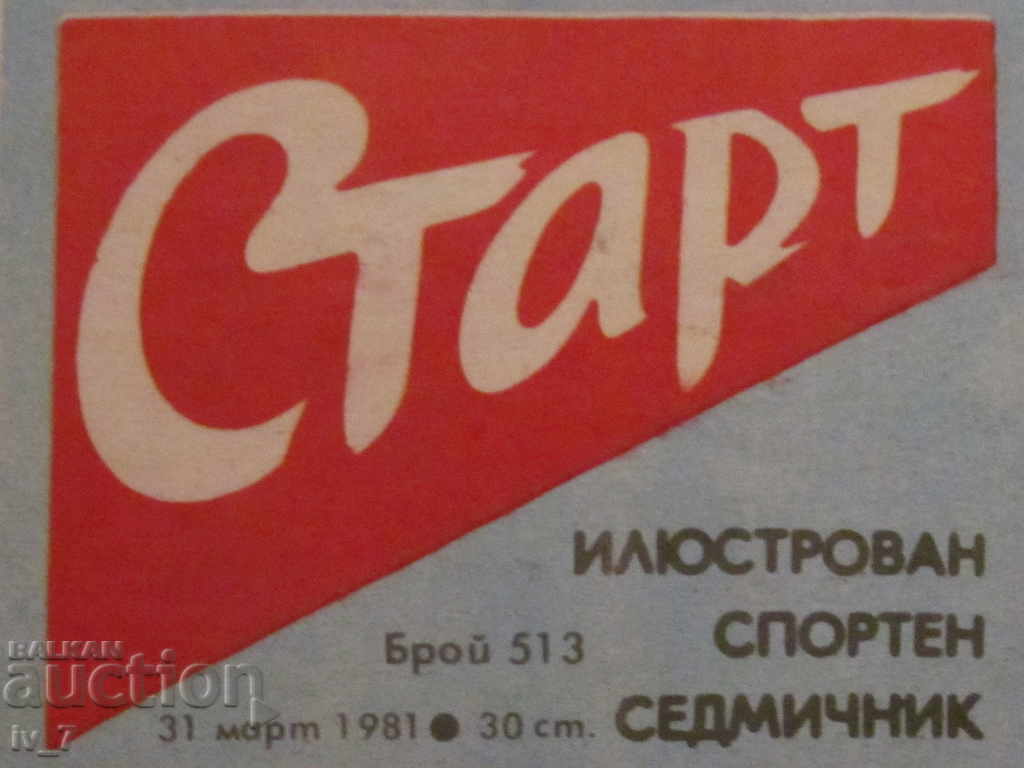 Старт
ИЛЮСТРОВАН
СПОРТЕН
СЕДМИЧНИК
Брой 513
31 март 1981 ● 30 ст.
BALKAN
auction
iv_7